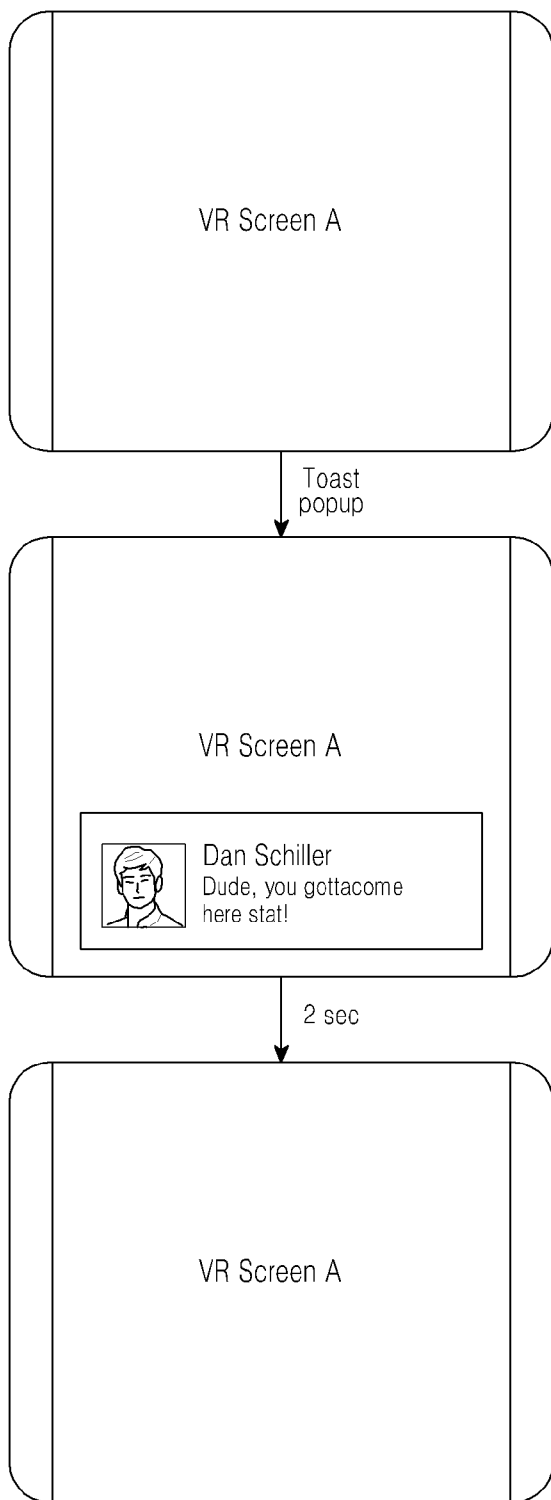 VR Screen A
Toast
popup
VR Screen A
Dan Schiller
Dude, you gottacome
here stat!
2 sec
VR Screen A